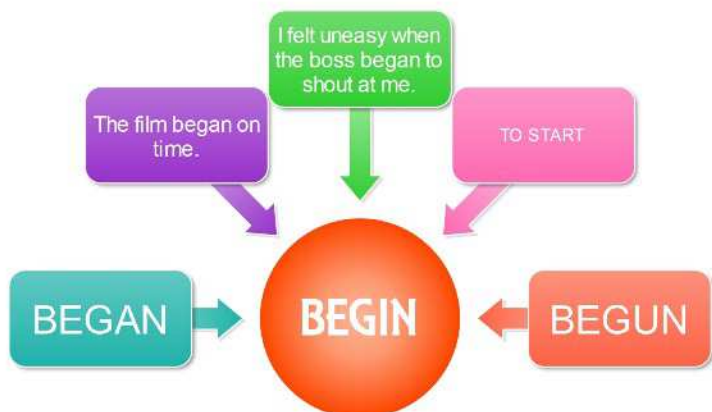 I felt uneasy when
the boss began to
shout at me.
The film began on
time.
TO START
BEGAN
BEGIN
BEGUN